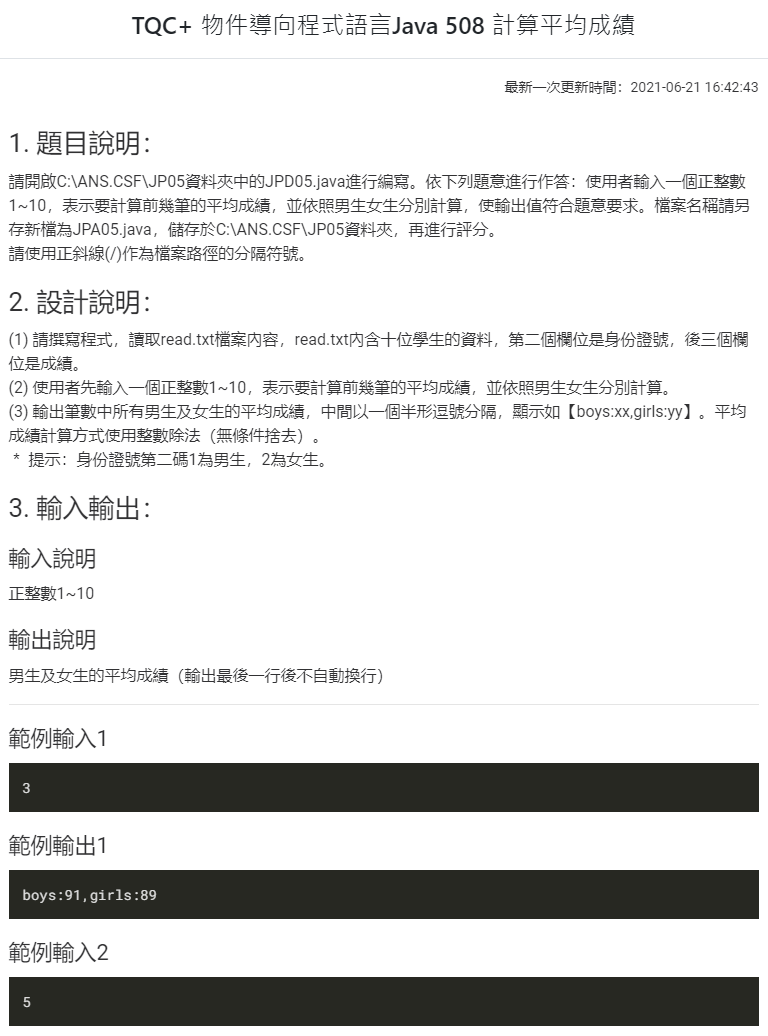 TQC+ 物件導向程式語言Java 508 計算平均成績
最新一次更新時間：2021-06-21 16:42:43
1. 題目說明：
請開啟C:\ANS.CSF\JP05資料夾中的JPD05.java進行編寫。依下列題意進行作答：使用者輸入一個正整數
1~10，表示要計算前幾筆的平均成績，並依照男生女生分別計算，使輸出值符合題意要求。檔案名稱請另
存新檔為JPA05.java，儲存於C:\ANS.CSF\JP05資料夾，再進行評分。
請使用正斜線(/)作為檔案路徑的分隔符號。
2. 設計說明：
(1) 請撰寫程式，讀取read.txt檔案內容，read.txt內含十位學生的資料，第二個欄位是身份證號，後三個欄
位是成績。
(2) 使用者先輸入一個正整數1~10，表示要計算前幾筆的平均成績，並依照男生女生分別計算。
(3) 輸出筆數中所有男生及女生的平均成績，中間以一個半形逗號分隔，顯示如【boys:xx,girls:yy】。平均
成績計算方式使用整數除法（無條件捨去）。
* 提示：身份證號第二碼1為男生，2為女生。
3. 輸入輸出：
輸入說明
正整數1~10
輸出說明
男生及女生的平均成績（輸出最後一行後不自動換行）
範例輸入1
3
範例輸出1
boys:91,girls:89
範例輸入2
5